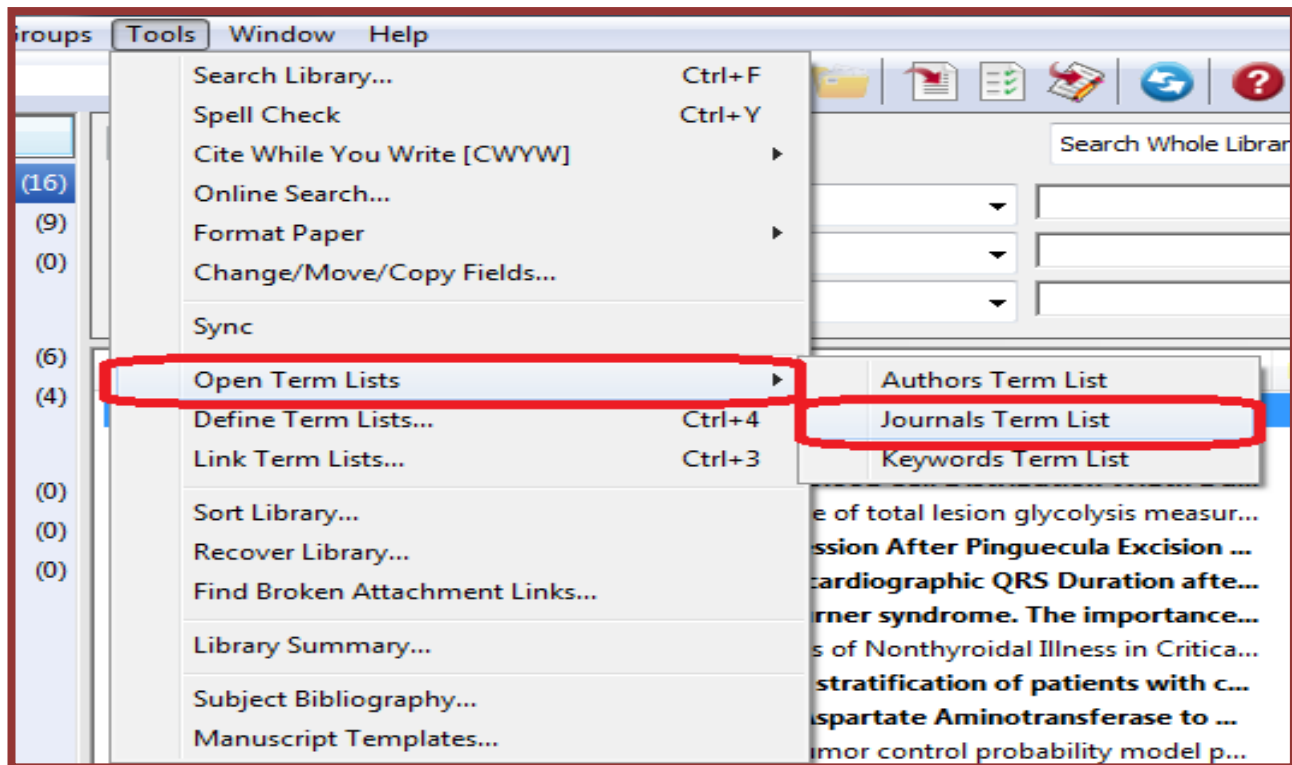 Groups Tools Window Help
Search Library... Ctrl+F
Spell Check Ctrl+Y
Cite While You Write [CWYW]
Online Search...
Format Paper
Change/Move/Copy Fields...
Sync
Open Term Lists
Define Term Lists... Ctrl+4
Link Term Lists... Ctrl+3
Sort Library...
Recover Library...
Find Broken Attachment Links...
Library Summary...
Subject Bibliography...
Manuscript Templates...
Authors Term List
Journals Term List
Keywords Term List
Search Whole Librar
(16)
(9)
(0)
(6)
(4)
(0)
(0)
(0)
e of total lesion glycolysis measur...
ssion After Pinguecula Excision ...
cardiographic QRS Duration afte...
rner syndrome. The importance...
s of Nonthyroidal Illness in Critica...
stratification of patients with c...
Aspartate Aminotransferase to ...
umor control probability model p...